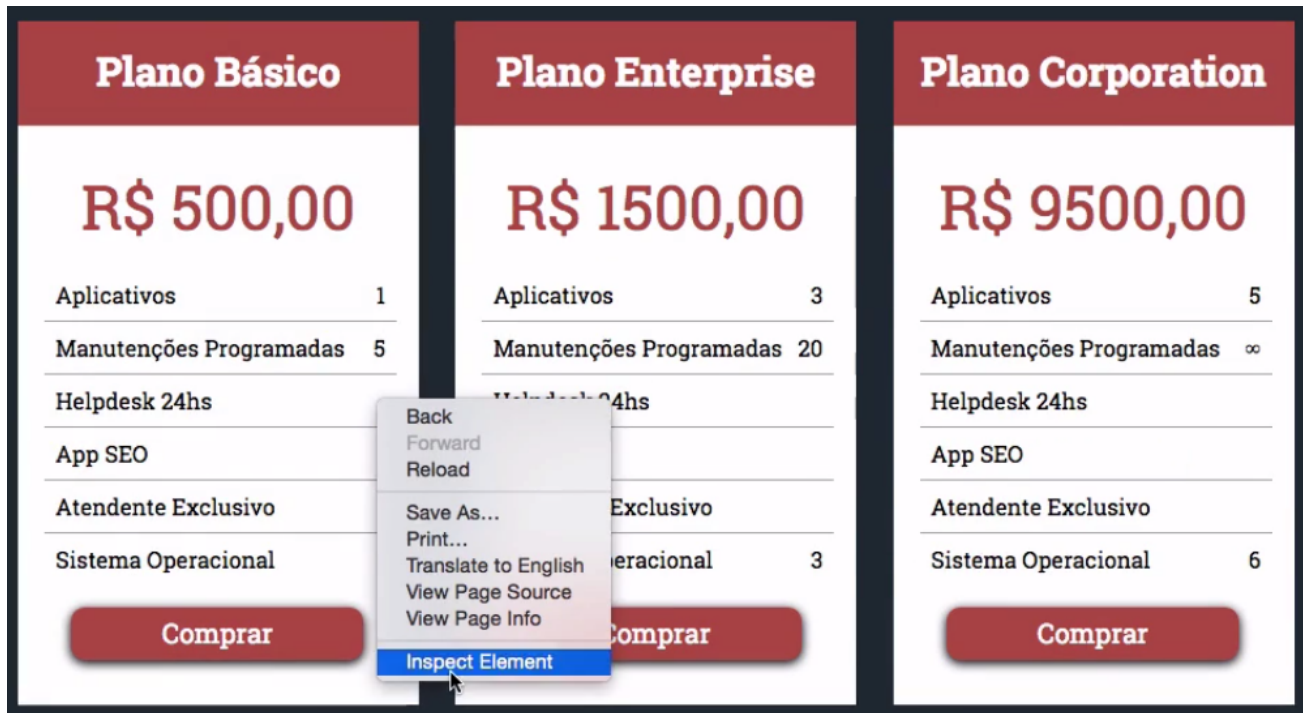 Plano Básico
R$ 500,00
Aplicativos 1
Manutenções Programadas 5
Helpdesk 24hs
App SEO
Atendente Exclusivo
Sistema Operacional
Comprar
Plano Enterprise
R$ 1500,00
Aplicativos 3
Manutenções Programadas 20
4hs
Exclusivo
eracional 3
Comprar
Plano Corporation
R$ 9500,00
Aplicativos 5
Manutenções Programadas ∞
Helpdesk 24hs
App SEO
Atendente Exclusivo
Sistema Operacional 6
Comprar
Back
Forward
Reload
Save As...
Print...
Translate to English
View Page Source
View Page Info
Inspect Element